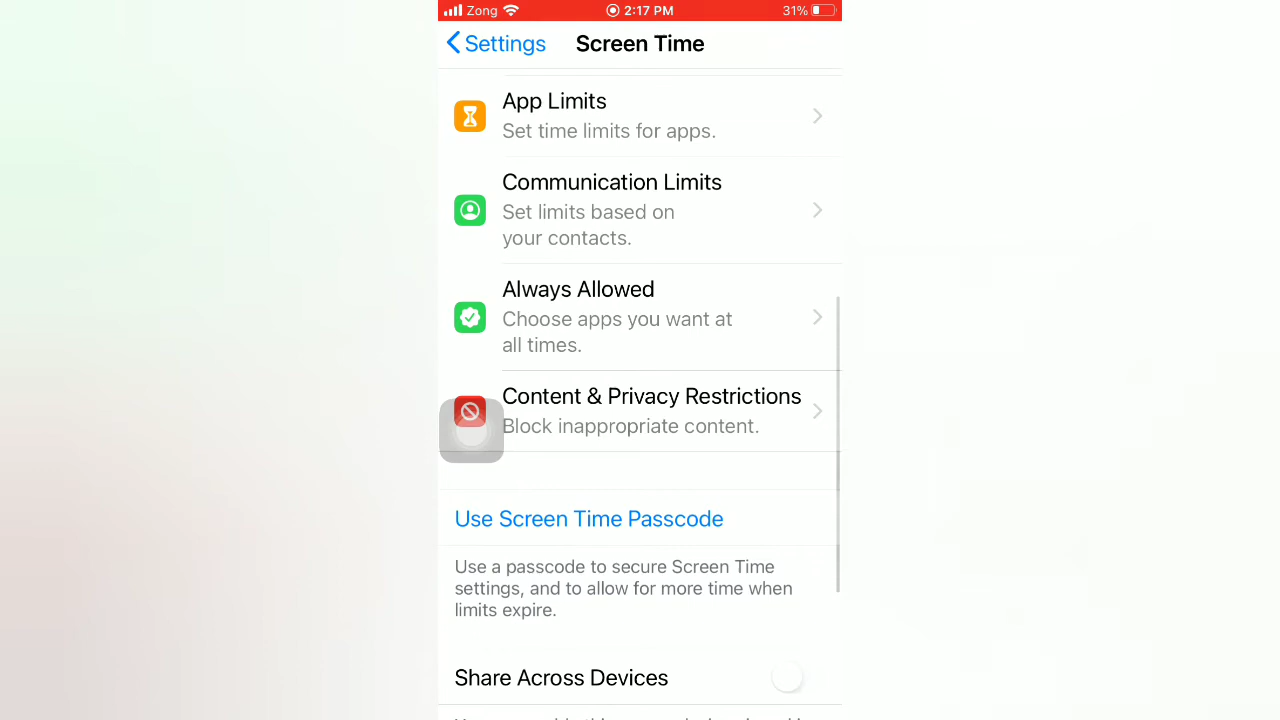 Zong 2:17 PM 31%
Settings Screen Time
App Limits
Set time limits for apps.
Communication Limits
Set limits based on
your contacts.
Always Allowed
Choose apps you want at
all times.
Content & Privacy Restrictions
Block inappropriate content.
Use Screen Time Passcode
Use a passcode to secure Screen Time
settings, and to allow for more time when
limits expire.
Share Across Devices